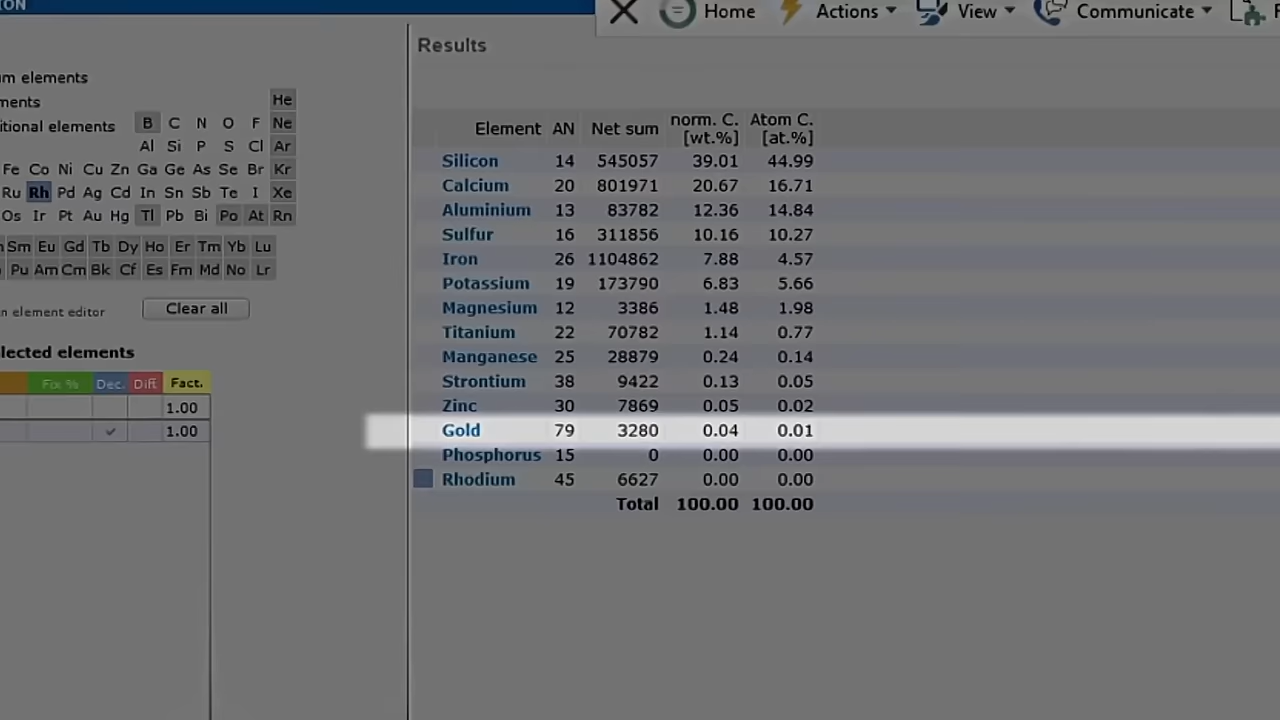 ON
Home Actions View Communicate
Results
um elements
ments
itional elements
He
B C N O F Ne
Al Si P S Cl Ar
Fe Co Ni Cu Zn Ga Ge As Se Br Kr
Ru Rh Pd Ag Cd In Sn Sb Te I Xe
Os Ir Pt Au Hg Tl Pb Bi Po At Rn
Sm Eu Gd Tb Dy Ho Er Tm Yb Lu
Pu Am Cm Bk Cf Es Fm Md No Lr
n element editor Clear all
lected elements
Fix % Dec. Diff. Fact.
1.00
1.00
Element AN Net sum norm. C. [wt.%] Atom C. [at.%]
Silicon 14 545057 39.01 44.99
Calcium 20 801971 20.67 16.71
Aluminium 13 83782 12.36 14.84
Sulfur 16 311856 10.16 10.27
Iron 26 1104862 7.88 4.57
Potassium 19 173790 6.83 5.66
Magnesium 12 3386 1.48 1.98
Titanium 22 70782 1.14 0.77
Manganese 25 28879 0.24 0.14
Strontium 38 9422 0.13 0.05
Zinc 30 7869 0.05 0.02
Gold 79 3280 0.04 0.01
Phosphorus 15 0 0.00 0.00
Rhodium 45 6627 0.00 0.00
Total 100.00 100.00